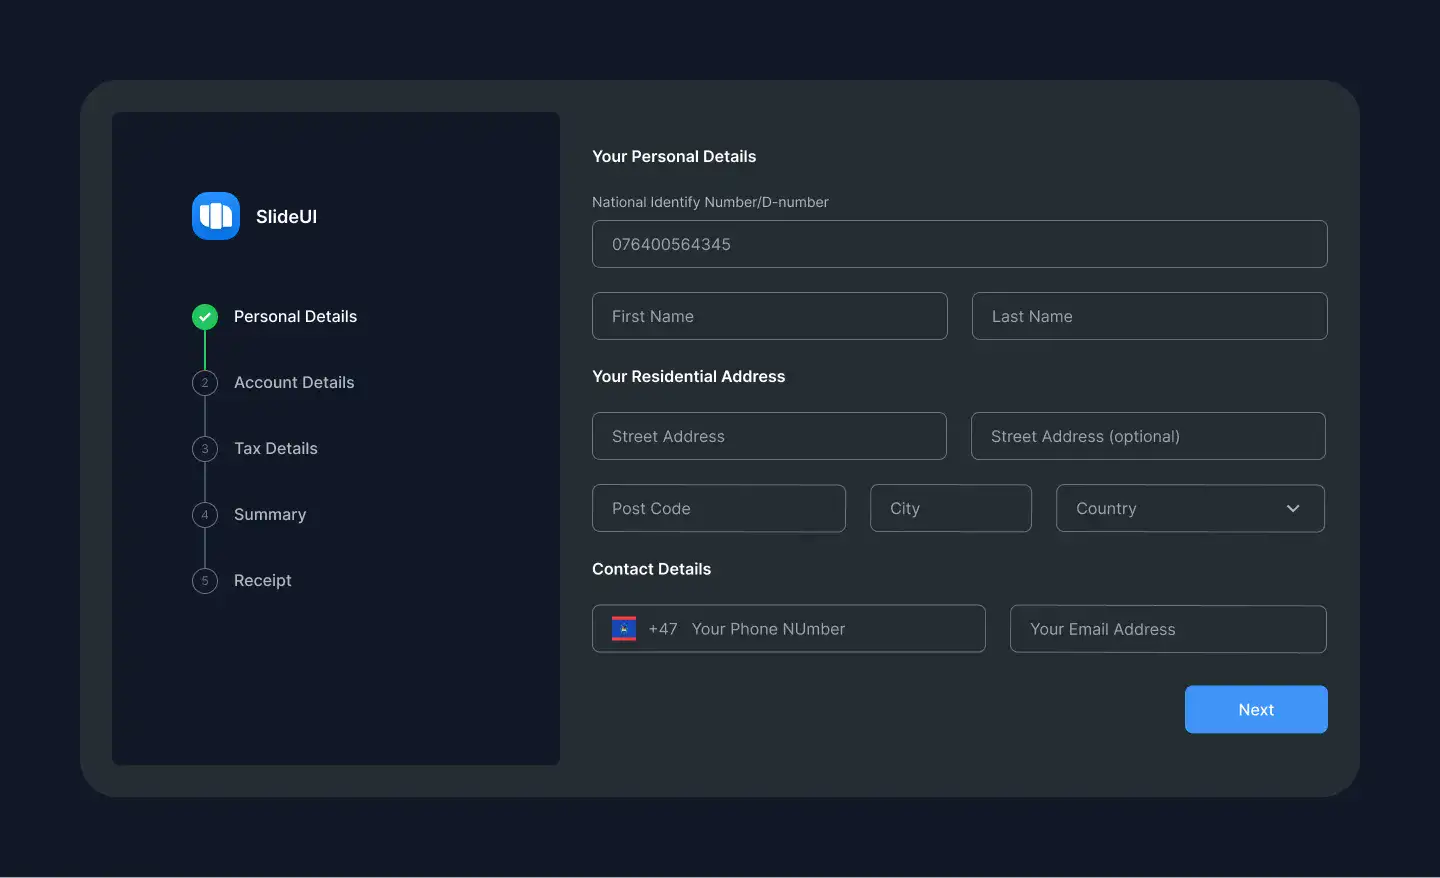 SlideUI
Personal Details
2 Account Details
3 Tax Details
4 Summary
5 Receipt
Your Personal Details
National Identify Number/D-number
076400564345
First Name Last Name
Your Residential Address
Street Address Street Address (optional)
Post Code City Country
Contact Details
+47 Your Phone NUmber Your Email Address
Next